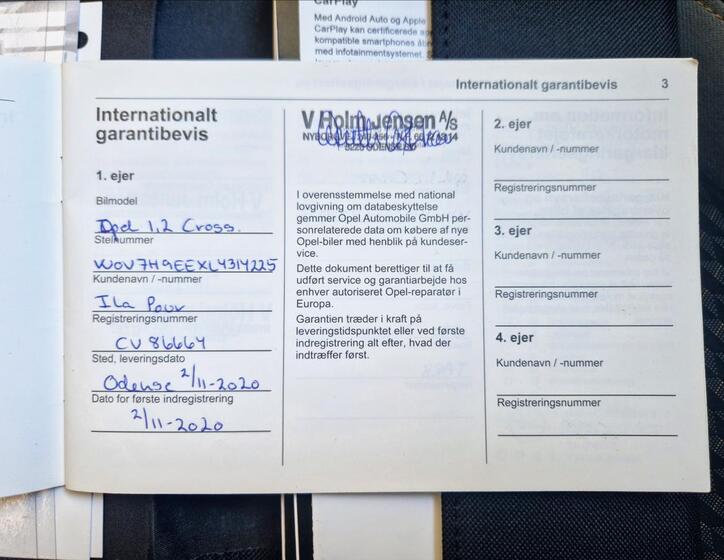 CarPlay
Med Android Auto og Apple
CarPlay kan certificerede
kompatible smartphones
med infotainmentsystemet.
Internationalt garantibevis 3
Internationalt
garantibevis
1. ejer
Bilmodel
Opel 1,2 Cross.
Stelnummer
W0V7H9EEXL4314225
Kundenavn / -nummer
Ila Pour
Registreringsnummer
CV 86664
Sted, leveringsdato
Odense 2/11-2020
Dato for første indregistrering
2/11-2020
V Holm Jensen A/S
I overensstemmelse med national
lovgivning om databeskyttelse
gemmer Opel Automobile GmbH per-
sonrelaterede data om købere af nye
Opel-biler med henblik på kundeser-
vice.
Dette dokument berettiger til at få
udført service og garantiarbejde hos
enhver autoriseret Opel-reparatør i
Europa.
Garantien træder i kraft på
leveringstidspunktet eller ved første
indregistrering alt efter, hvad der
indtræffer først.
2. ejer
Kundenavn / -nummer
Registreringsnummer
3. ejer
Kundenavn / -nummer
Registreringsnummer
4. ejer
Kundenavn / -nummer
Registreringsnummer